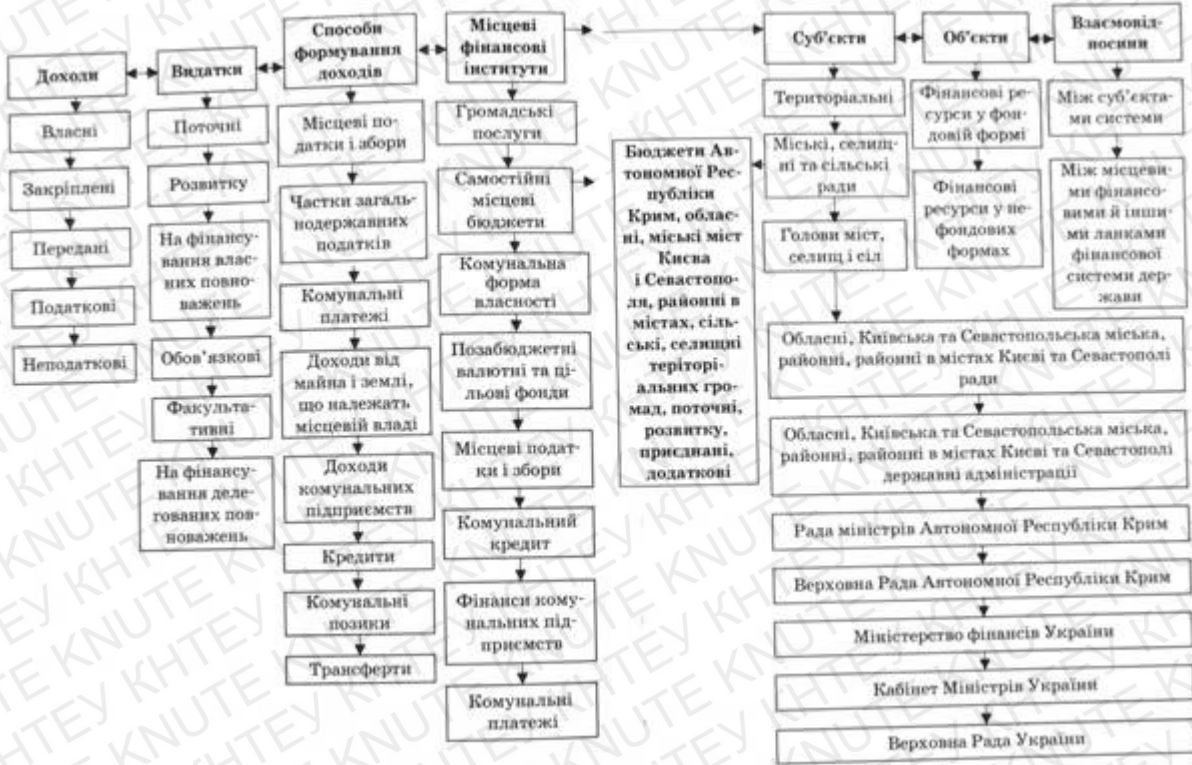 Доходи
Власні
Закріплені
Передані
Податкові
Неподаткові
Видатки
Поточні
Розвитку
На фінансу-
вання влас-
них повно-
важень
Обов’язкові
Факульта-
тивні
На фінансу-
вання деле-
гованих пов-
новажень
Способи
формування
доходів
Місцеві по-
датки і збори
Частки загаль-
нодержавних
податків
Комунальні
платежі
Доходи від
майна і землі,
що належать
місцевій владі
Доходи
комунальних
підприємств
Кредити
Комунальні
позики
Трансферти
Місцеві
фінансові
інститути
Громадські
послуги
Самостійні
місцеві
бюджети
Комунальна
форма
власності
Позабюджетні
валютні та ці-
льові фонди
Місцеві подат-
ки і збори
Комунальний
кредит
Фінанси кому-
нальних під-
приємств
Комунальні
платежі
Бюджети Ав-
тономної Рес-
публіки
Крим, облас-
ні, міські міст
Києва
і Севастопо-
ля, районні в
містах, сіль-
ські, селищні
теріторі-
альних гро-
мад, поточні,
розвитку,
приєднані,
додаткові
Суб’єкти
Територіальні
Міські, селищ-
ні та сільські
ради
Голови міст,
селищ і сіл
Об’єкти
Фінансові ре-
сурси у фон-
довій формі
Фінансові
ресурси у не-
фондових
формах
Взаємовід-
носини
Між суб’єкта-
ми системи
Між місцеви-
ми фінансо-
вими й інши-
ми ланками
фінансової
системи дер-
жави
Обласні, Київська та Севастопольська міська,
районні, районні в містах Києві та Севастополі
ради
Обласні, Київська та Севастопольська міська,
районні, районні в містах Києві та Севастополі
державні адміністрації
Рада міністрів Автономної Республіки Крим
Верховна Рада Автономної Республіки Крим
Міністерство фінансів України
Кабінет Міністрів України
Верховна Рада України